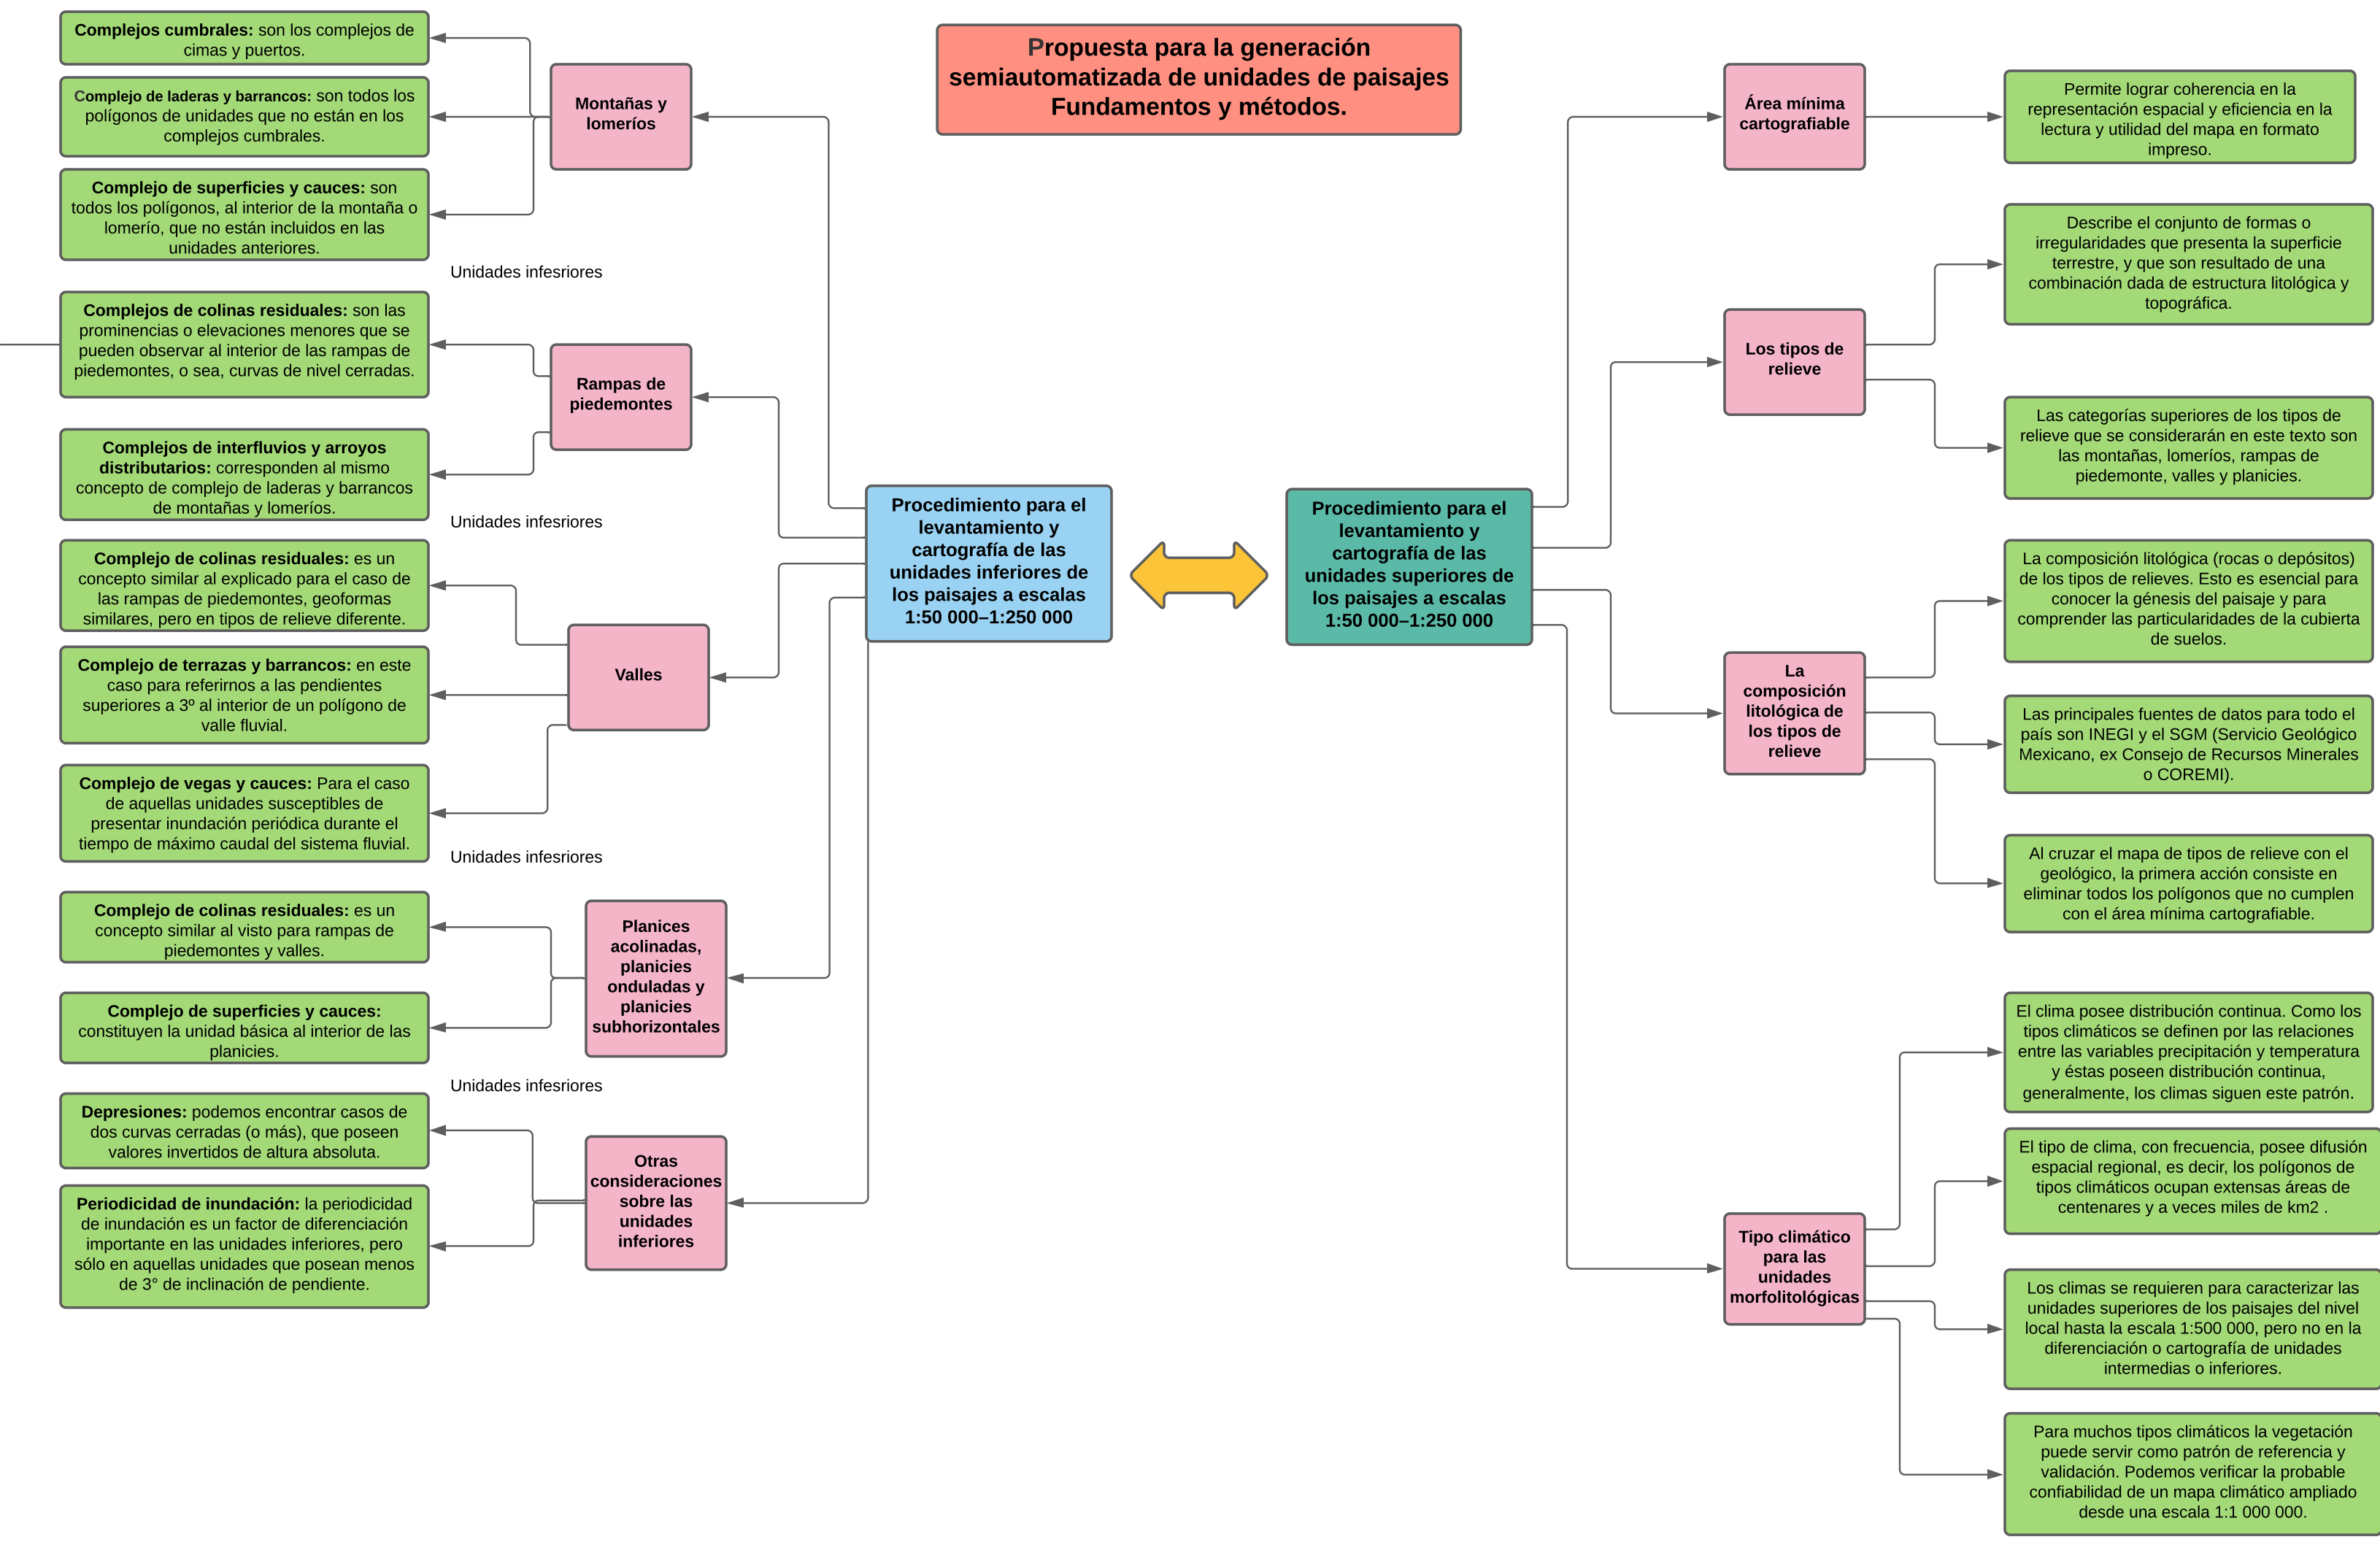 Propuesta para la generación
semiautomatizada de unidades de paisajes
Fundamentos y métodos.
Complejos cumbrales: son los complejos de
cimas y puertos.
Complejo de laderas y barrancos: son todos los
polígonos de unidades que no están en los
complejos cumbrales.
Complejo de superficies y cauces: son
todos los polígonos, al interior de la montaña o
lomerío, que no están incluidos en las
unidades anteriores.
Montañas y
lomeríos
Unidades infesriores
Complejos de colinas residuales: son las
prominencias o elevaciones menores que se
pueden observar al interior de las rampas de
piedemontes, o sea, curvas de nivel cerradas.
Complejos de interfluvios y arroyos
distributarios: corresponden al mismo
concepto de complejo de laderas y barrancos
de montañas y lomeríos.
Rampas de
piedemontes
Unidades infesriores
Complejo de colinas residuales: es un
concepto similar al explicado para el caso de
las rampas de piedemontes, geoformas
similares, pero en tipos de relieve diferente.
Complejo de terrazas y barrancos: en este
caso para referirnos a las pendientes
superiores a 3º al interior de un polígono de
valle fluvial.
Complejo de vegas y cauces: Para el caso
de aquellas unidades susceptibles de
presentar inundación periódica durante el
tiempo de máximo caudal del sistema fluvial.
Valles
Unidades infesriores
Complejo de colinas residuales: es un
concepto similar al visto para rampas de
piedemontes y valles.
Complejo de superficies y cauces:
constituyen la unidad básica al interior de las
planicies.
Planices
acolinadas,
planicies
onduladas y
planicies
subhorizontales
Unidades infesriores
Depresiones: podemos encontrar casos de
dos curvas cerradas (o más), que poseen
valores invertidos de altura absoluta.
Periodicidad de inundación: la periodicidad
de inundación es un factor de diferenciación
importante en las unidades inferiores, pero
sólo en aquellas unidades que posean menos
de 3° de inclinación de pendiente.
Otras
consideraciones
sobre las
unidades
inferiores
Procedimiento para el
levantamiento y
cartografía de las
unidades inferiores de
los paisajes a escalas
1:50 000–1:250 000
Procedimiento para el
levantamiento y
cartografía de las
unidades superiores de
los paisajes a escalas
1:50 000–1:250 000
Área mínima
cartografiable
Permite lograr coherencia en la
representación espacial y eficiencia en la
lectura y utilidad del mapa en formato
impreso.
Los tipos de
relieve
Describe el conjunto de formas o
irregularidades que presenta la superficie
terrestre, y que son resultado de una
combinación dada de estructura litológica y
topográfica.
Las categorías superiores de los tipos de
relieve que se considerarán en este texto son
las montañas, lomeríos, rampas de
piedemonte, valles y planicies.
La
composición
litológica de
los tipos de
relieve
La composición litológica (rocas o depósitos)
de los tipos de relieves. Esto es esencial para
conocer la génesis del paisaje y para
comprender las particularidades de la cubierta
de suelos.
Las principales fuentes de datos para todo el
país son INEGI y el SGM (Servicio Geológico
Mexicano, ex Consejo de Recursos Minerales
o COREMI).
Al cruzar el mapa de tipos de relieve con el
geológico, la primera acción consiste en
eliminar todos los polígonos que no cumplen
con el área mínima cartografiable.
Tipo climático
para las
unidades
morfolitológicas
El clima posee distribución continua. Como los
tipos climáticos se definen por las relaciones
entre las variables precipitación y temperatura
y éstas poseen distribución continua,
generalmente, los climas siguen este patrón.
El tipo de clima, con frecuencia, posee difusión
espacial regional, es decir, los polígonos de
tipos climáticos ocupan extensas áreas de
centenares y a veces miles de km2 .
Los climas se requieren para caracterizar las
unidades superiores de los paisajes del nivel
local hasta la escala 1:500 000, pero no en la
diferenciación o cartografía de unidades
intermedias o inferiores.
Para muchos tipos climáticos la vegetación
puede servir como patrón de referencia y
validación. Podemos verificar la probable
confiabilidad de un mapa climático ampliado
desde una escala 1:1 000 000.